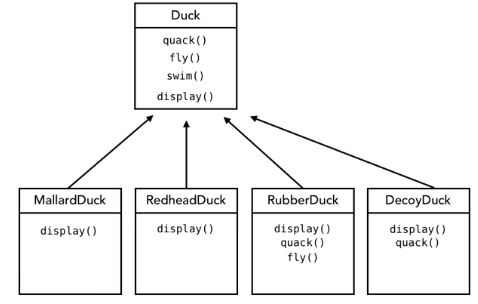 Duck
quack()
fly()
swim()
display()
MallardDuck
display()
RedheadDuck
display()
RubberDuck
display()
quack()
fly()
DecoyDuck
display()
quack()